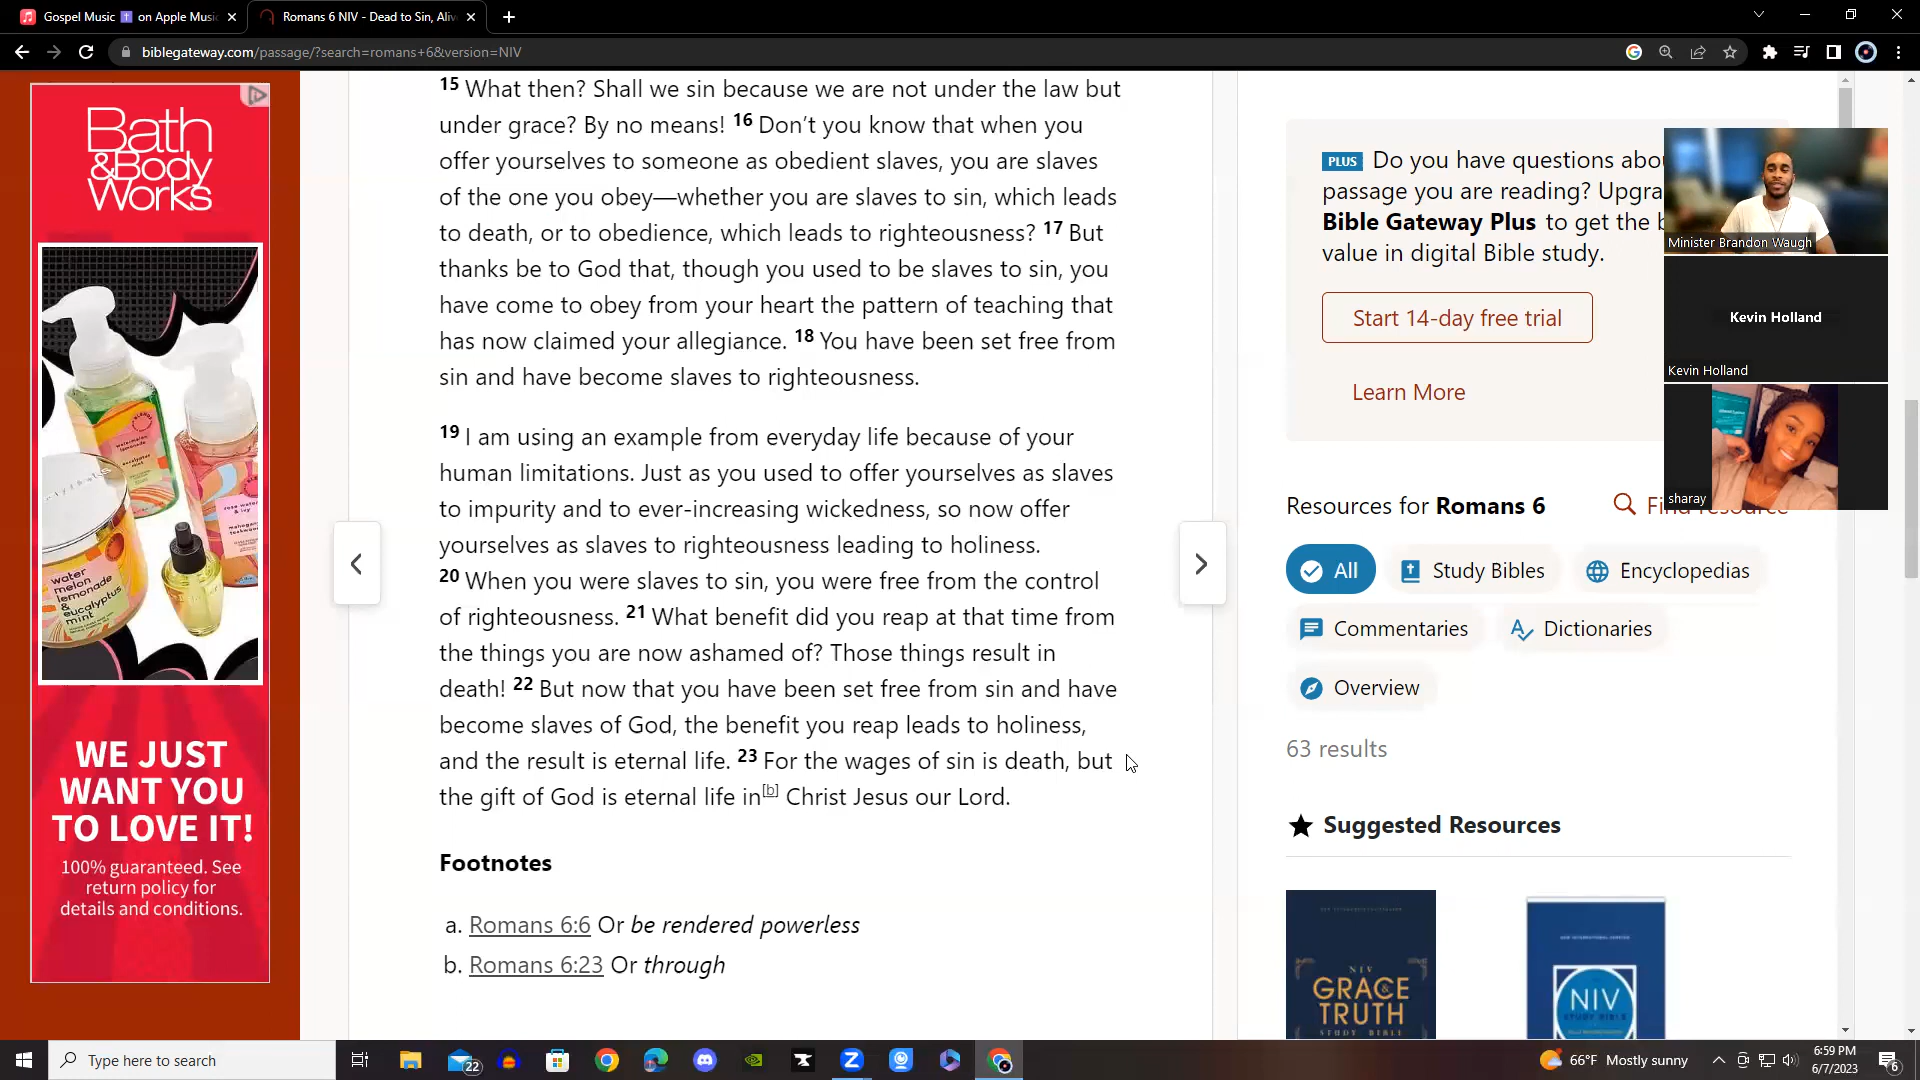 Gospel Music ✝ on Apple Musi
Romans 6 NIV - Dead to Sin, Aliv
biblegateway.com/passage/?search=romans+6&version=NIV
Bath
& Body
Works
water
melon
lemonade
&
eucalyptus
mint
WE JUST
WANT YOU
TO LOVE IT!
100% guaranteed. See
return policy for
details and conditions.
15 What then? Shall we sin because we are not under the law but
under grace? By no means! 16 Don’t you know that when you
offer yourselves to someone as obedient slaves, you are slaves
of the one you obey—whether you are slaves to sin, which leads
to death, or to obedience, which leads to righteousness? 17 But
thanks be to God that, though you used to be slaves to sin, you
have come to obey from your heart the pattern of teaching that
has now claimed your allegiance. 18 You have been set free from
sin and have become slaves to righteousness.
19 I am using an example from everyday life because of your
human limitations. Just as you used to offer yourselves as slaves
to impurity and to ever-increasing wickedness, so now offer
yourselves as slaves to righteousness leading to holiness.
20 When you were slaves to sin, you were free from the control
of righteousness. 21 What benefit did you reap at that time from
the things you are now ashamed of? Those things result in
death! 22 But now that you have been set free from sin and have
become slaves of God, the benefit you reap leads to holiness,
and the result is eternal life. 23 For the wages of sin is death, but
the gift of God is eternal life in[b] Christ Jesus our Lord.
Footnotes
a. Romans 6:6 Or be rendered powerless
b. Romans 6:23 Or through
PLUS Do you have questions abou
passage you are reading? Upgra
Bible Gateway Plus to get the b
value in digital Bible study.
Start 14-day free trial
Learn More
Minister Brandon Waugh
Kevin Holland
Kevin Holland
sharay
Resources for Romans 6
Find resource
All
Study Bibles
Encyclopedias
Commentaries
Dictionaries
Overview
63 results
Suggested Resources
NIV
GRACE &
TRUTH
STUDY BIBLE
NIV
STUDY BIBLE
Type here to search
22
66°F Mostly sunny
6:59 PM
6/7/2023
6